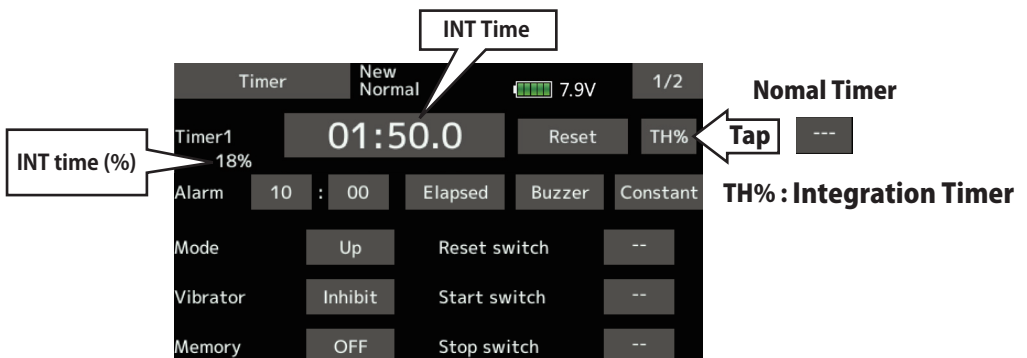 INT Time
Timer
New
Normal
7.9V
1/2
Nomal Timer
Timer1
01:50.0
Reset
TH%
Tap
---
INT time (%)
18%
Alarm 10 : 00 Elapsed Buzzer Constant
TH% : Integration Timer
Mode Up Reset switch --
Vibrator Inhibit Start switch --
Memory OFF Stop switch --